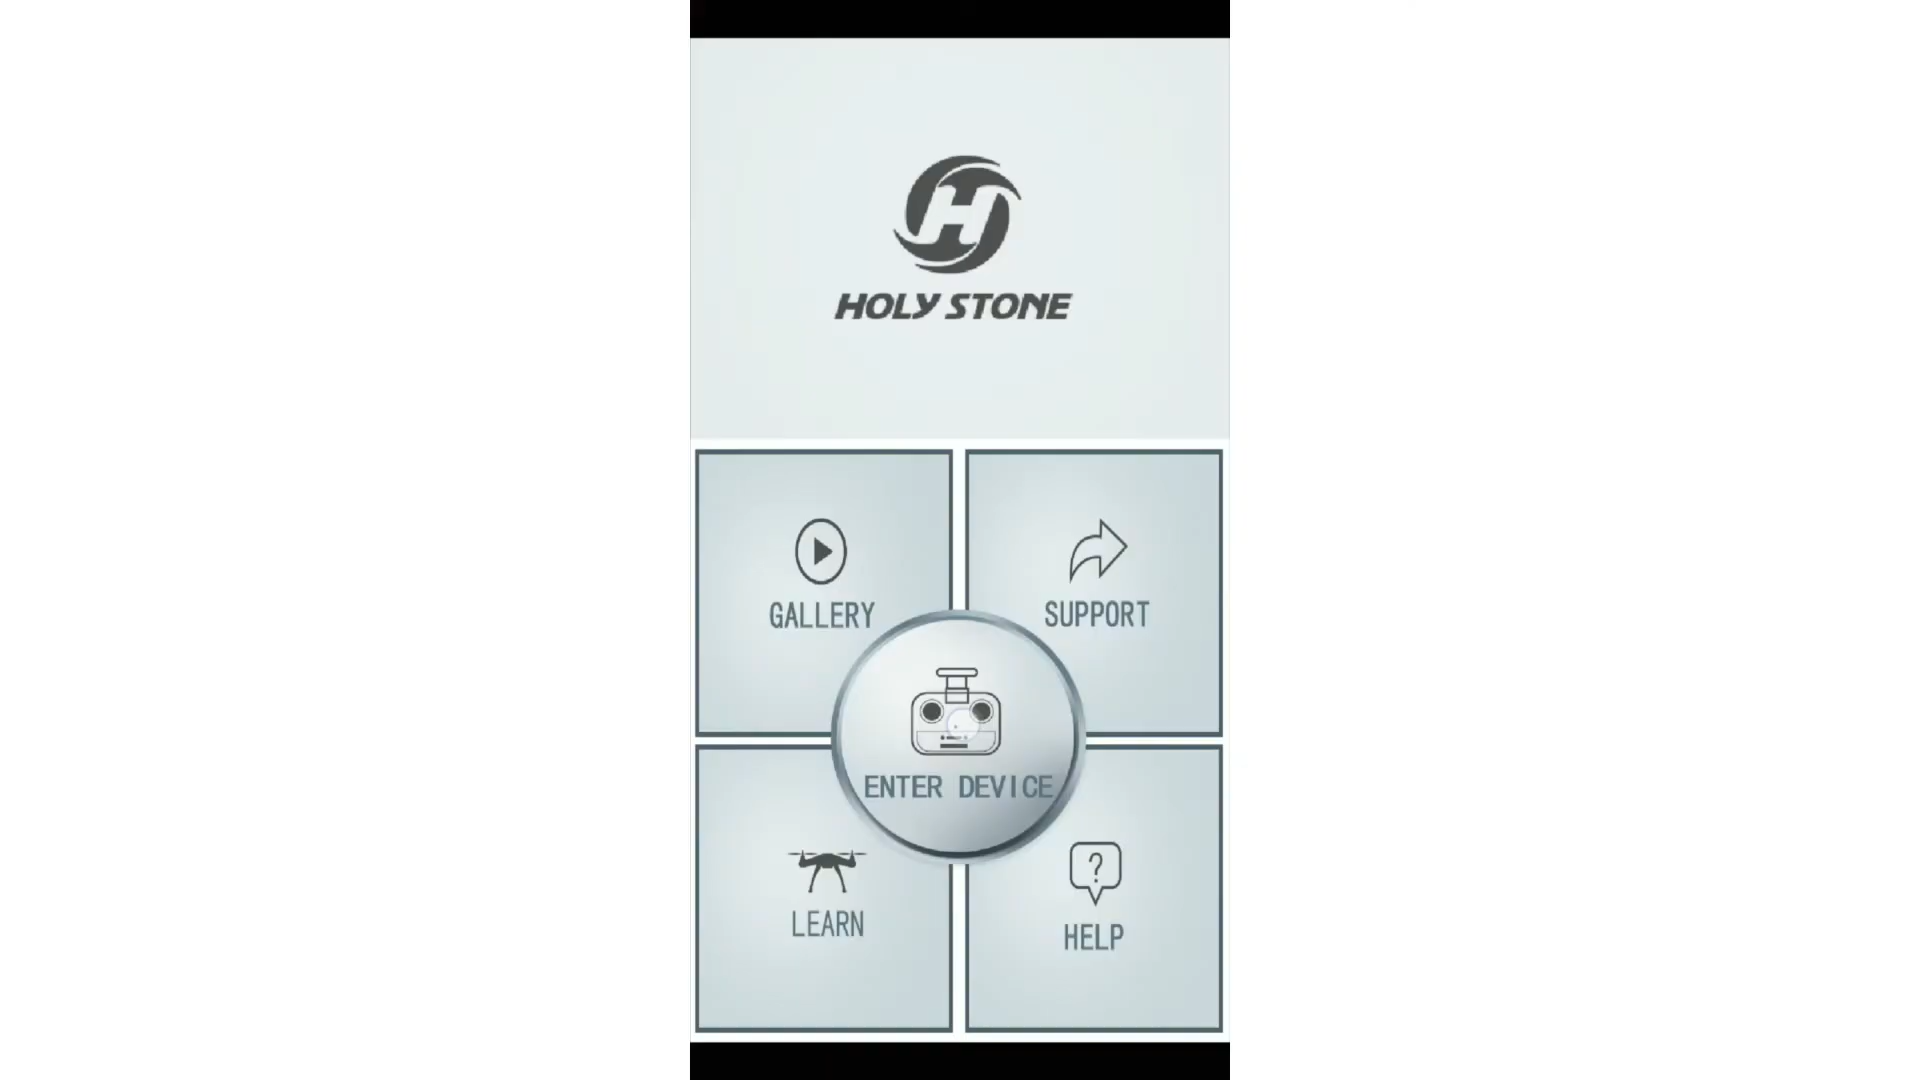 HOLY STONE
GALLERY
SUPPORT
ENTER DEVICE
LEARN
?
HELP